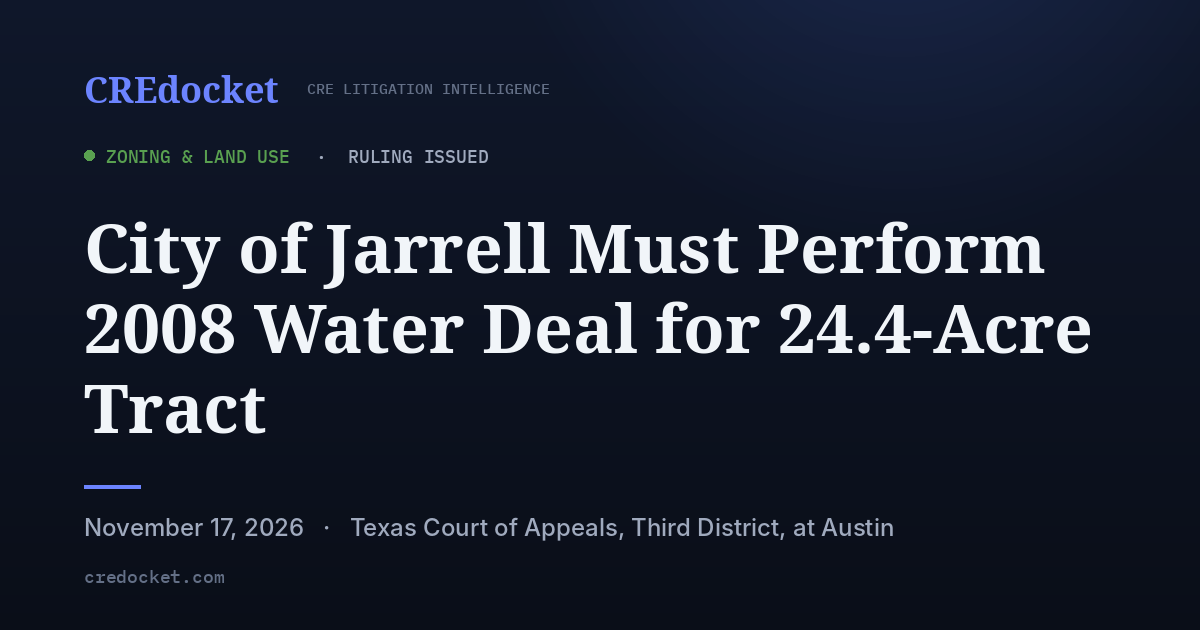 CREdocket CRE LITIGATION INTELLIGENCE
ZONING & LAND USE · RULING ISSUED
City of Jarrell Must Perform
2008 Water Deal for 24.4-Acre
Tract
November 17, 2026 · Texas Court of Appeals, Third District, at Austin
credocket.com